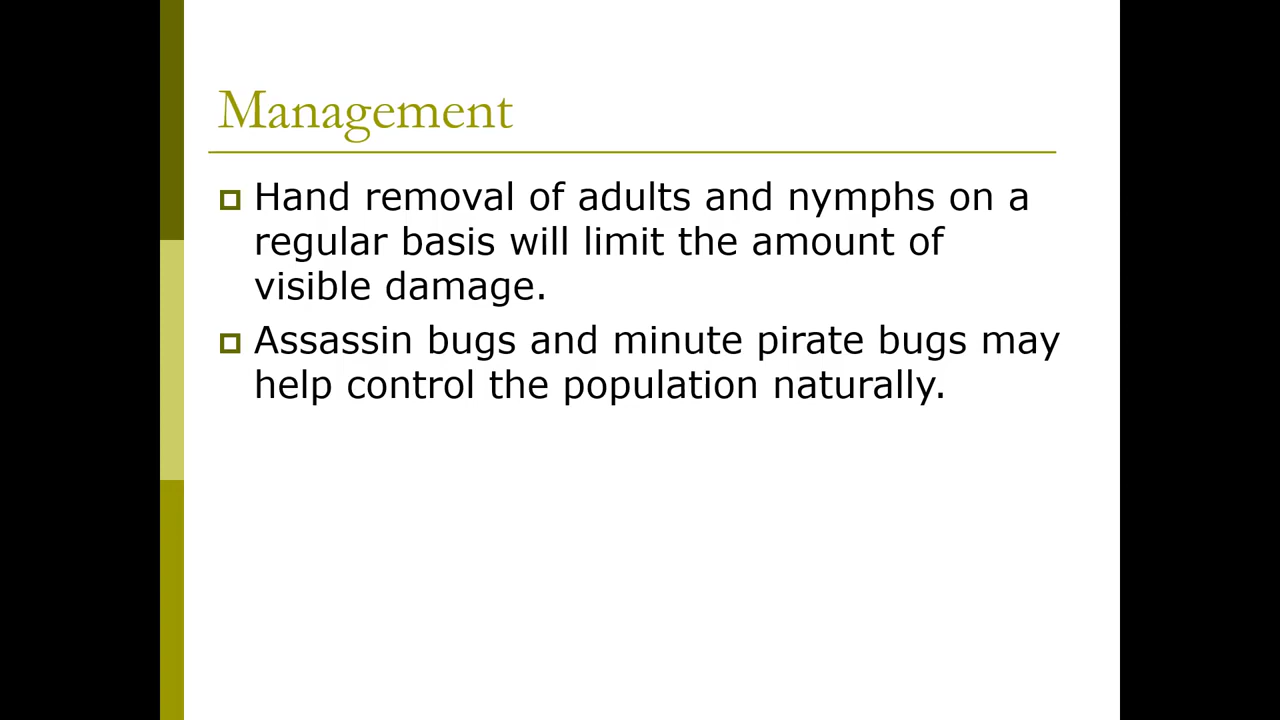 Management
Hand removal of adults and nymphs on a
regular basis will limit the amount of
visible damage.
Assassin bugs and minute pirate bugs may
help control the population naturally.